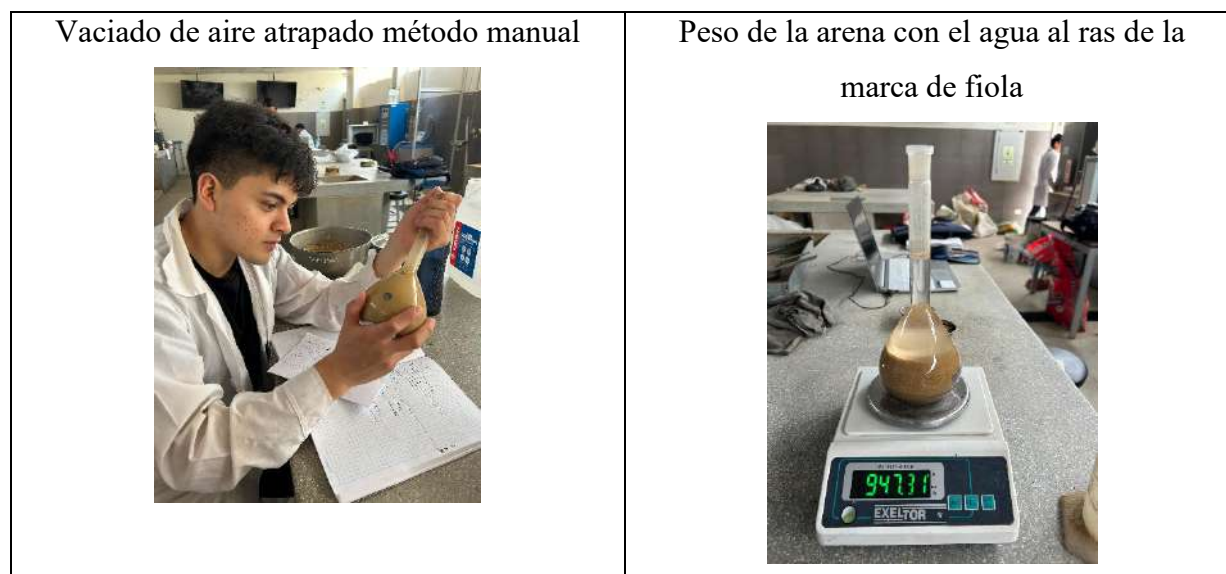 Vaciado de aire atrapado método manual
Peso de la arena con el agua al ras de la
marca de fiola
947.31
EXELTOR